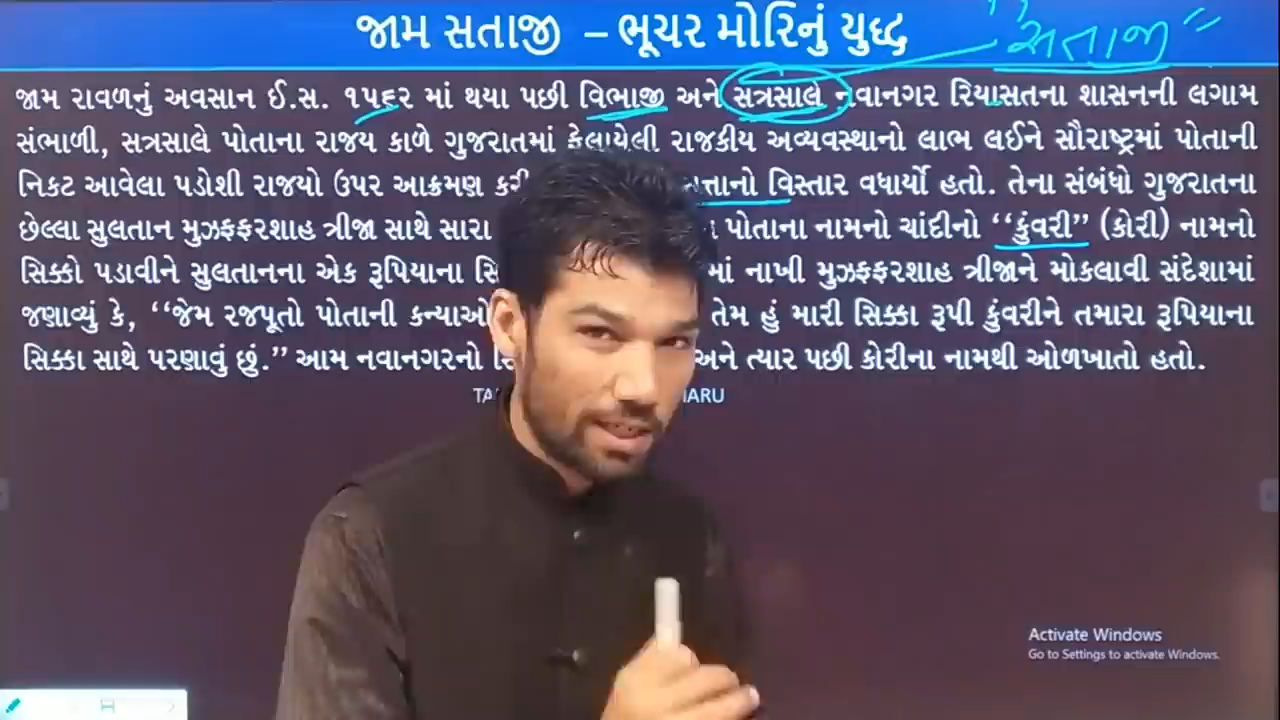 જામ સતાજી – ભૂચર મોરિનું યુદ્ધ
"સતાજી"
જામ રાવળનું અવસાન ઈ.સ. ૧૫૬૨ માં થયા પછી વિભાજી અને સત્રસાલે નવાનગર રિયાસતના શાસનની લગામ
સંભાળી, સત્રસાલે પોતાના રાજ્ય કાળે ગુજરાતમાં ફેલાયેલી રાજકીય અવ્યવસ્થાનો લાભ લઈને સૌરાષ્ટ્રમાં પોતાની
નિકટ આવેલા પડોશી રાજયો ઉપર આક્રમણ કરી સત્તાનો વિસ્તાર વધાર્યો હતો. તેના સંબંધો ગુજરાતના
છેલ્લા સુલતાન મુઝફ્ફરશાહ ત્રીજા સાથે સારા પોતાના નામનો ચાંદીનો "કુંવરી" (કોરી) નામનો
સિક્કો પડાવીને સુલતાનના એક રૂપિયાના માં નાખી મુઝફ્ફરશાહ ત્રીજાને મોકલાવી સંદેશામાં
જણાવ્યું કે, "જેમ રજપૂતો પોતાની કન્યાઓ તેમ હું મારી સિક્કા રૂપી કુંવરીને તમારા રૂપિયાના
સિક્કા સાથે પરણાવું છું." આમ નવાનગરનો અને ત્યાર પછી કોરીના નામથી ઓળખાતો હતો.
Activate Windows
Go to Settings to activate Windows.